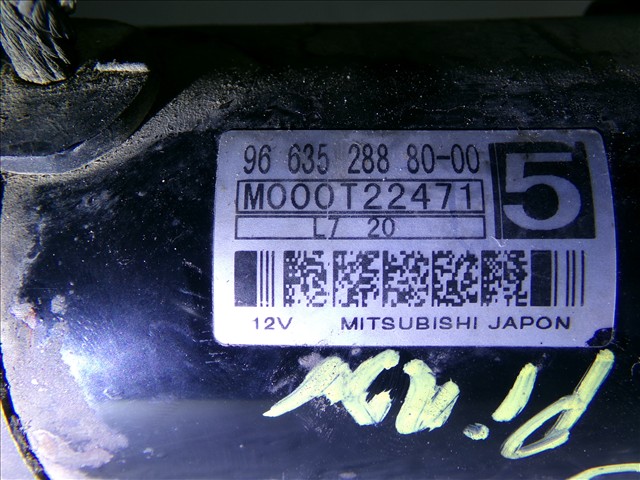 96 635 288 80-00
5
M000T22471
L7 20
12V MITSUBISHI JAPON